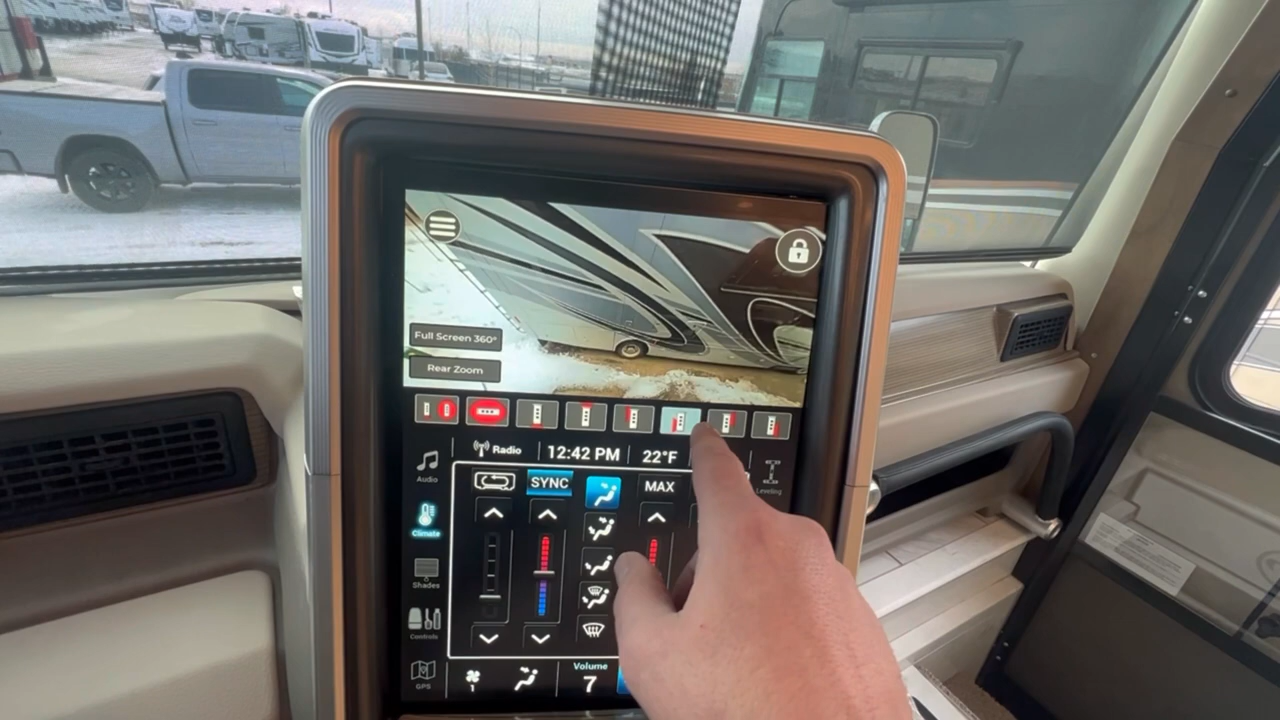 Full Screen 360°
Rear Zoom
Radio
12:42 PM
22°F
Audio
SYNC
MAX
Leveling
Climate
Shades
Controls
GPS
1
Volume
7